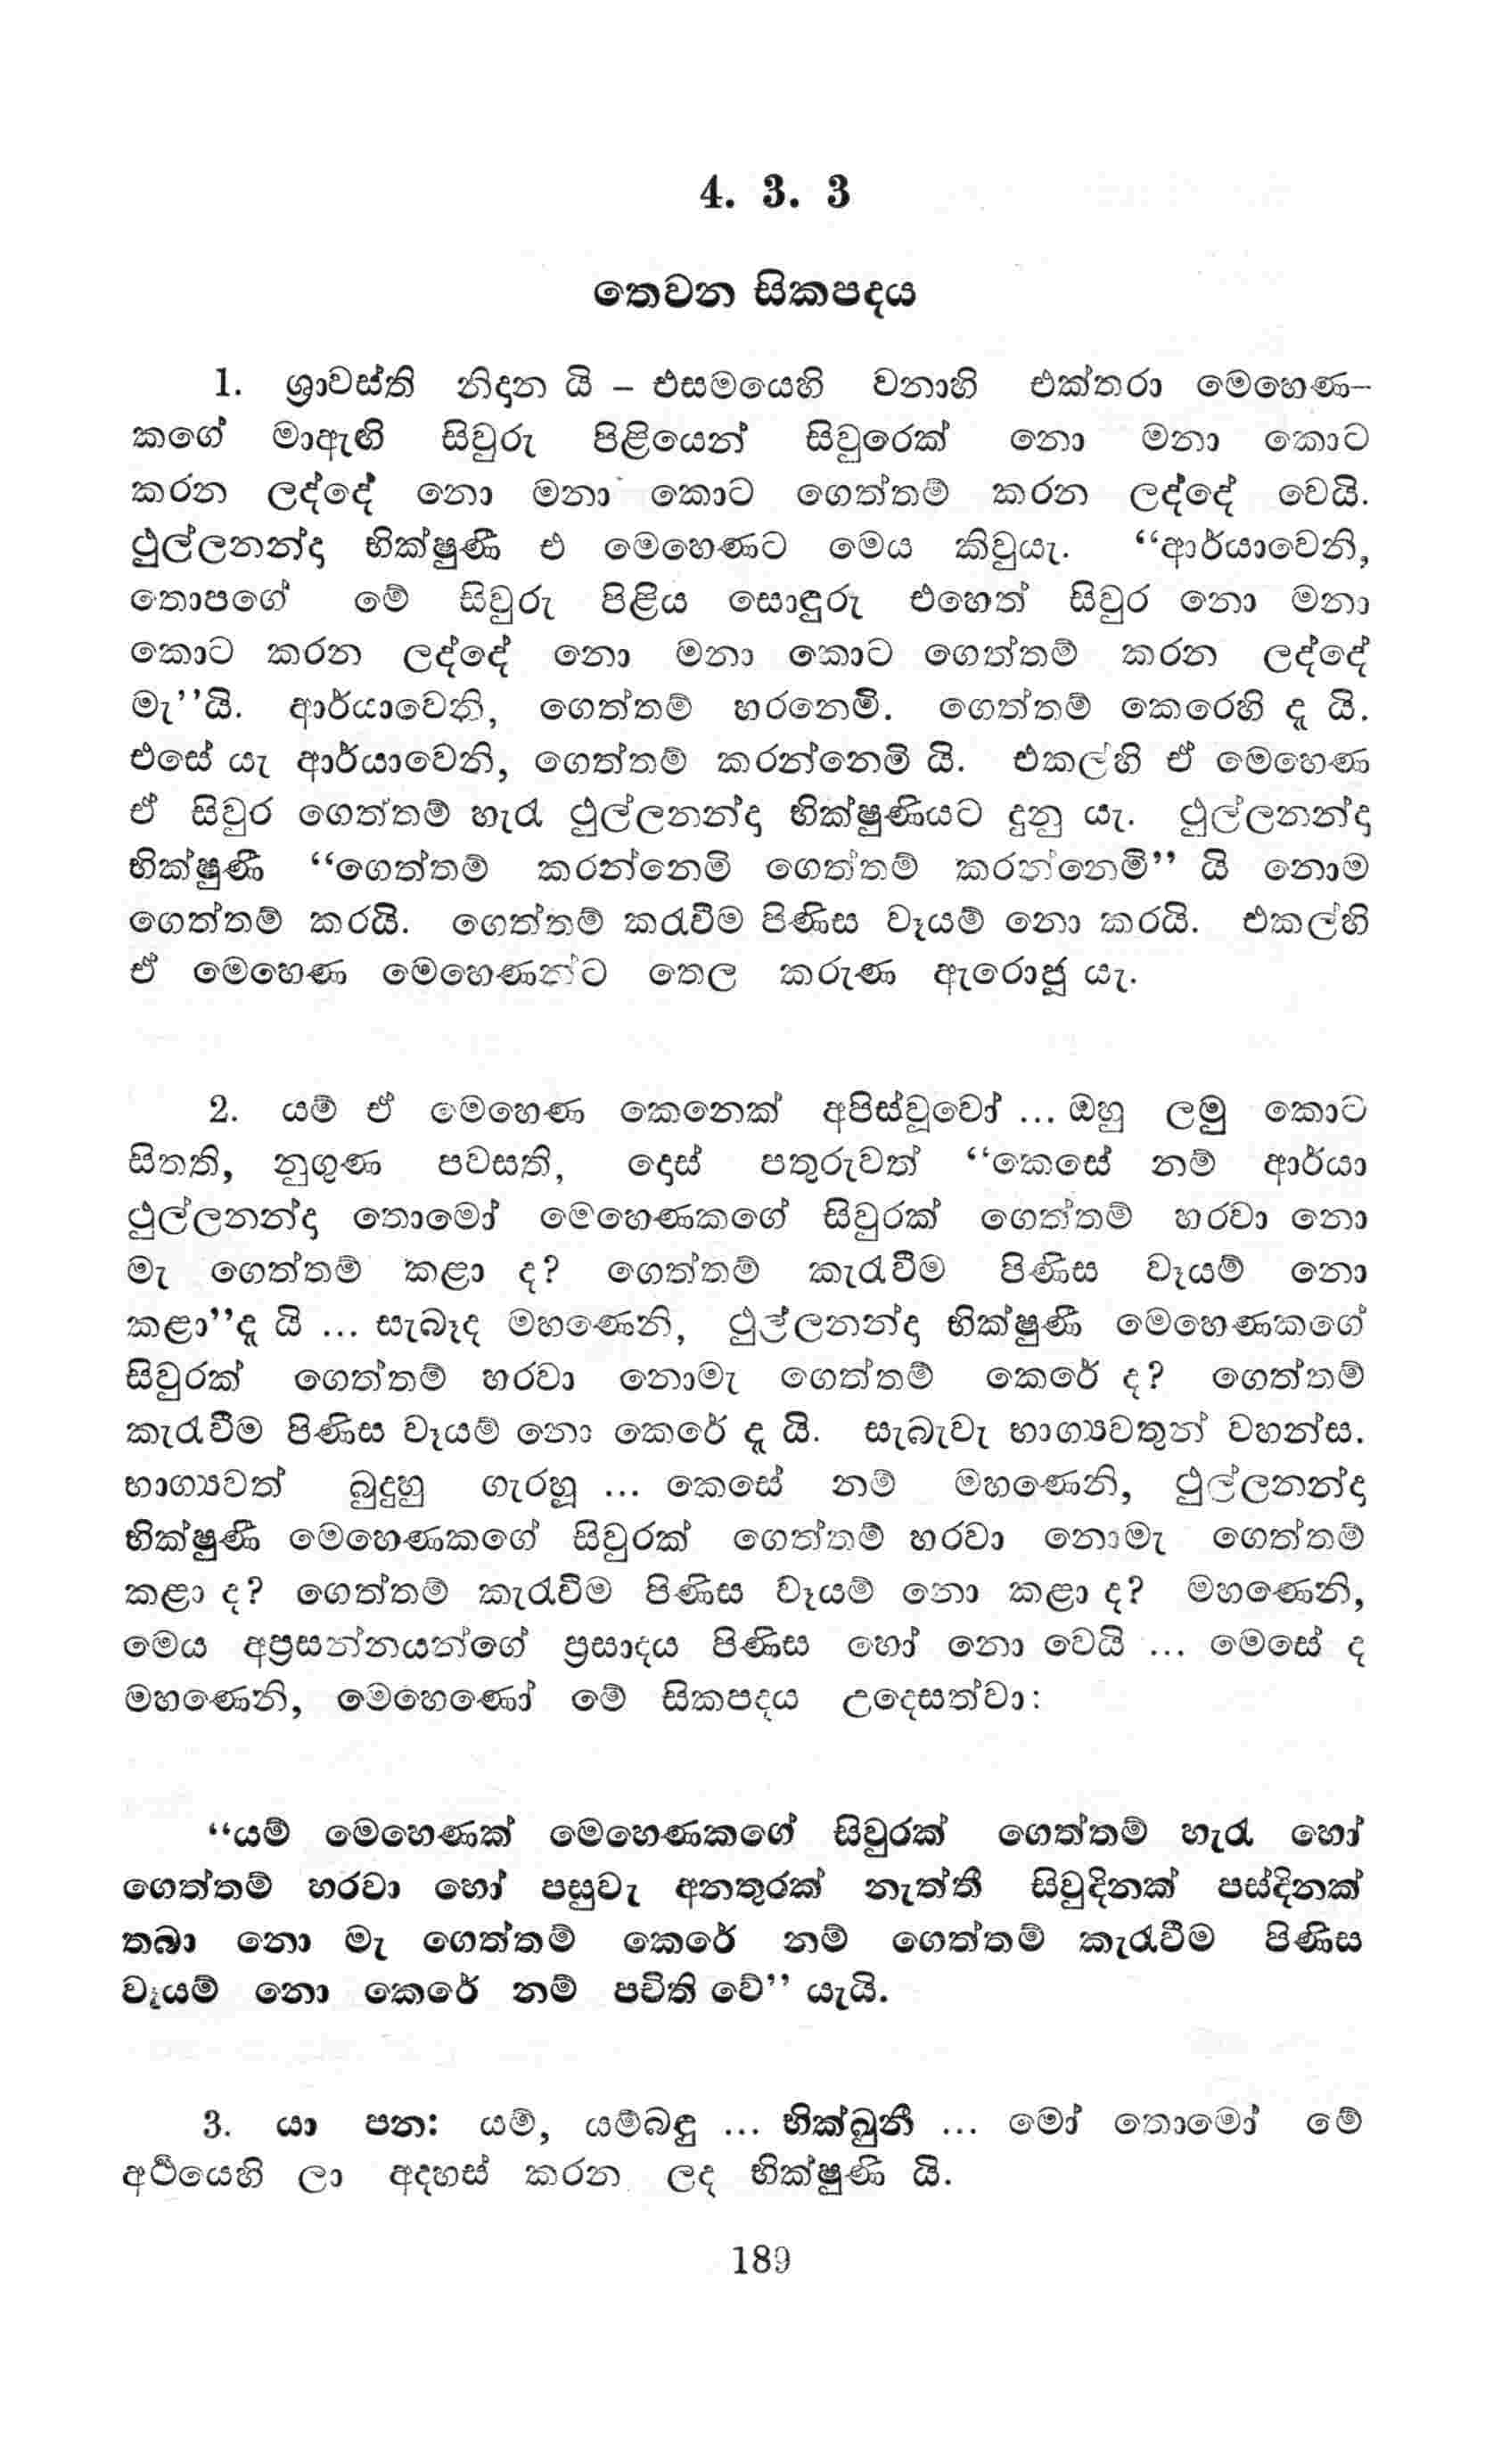 4. 3. 3
තෙවන සිකපදය
1. ශ්‍රාවස්ති නිදාන යි – එසමයෙහි වනාහි එක්තරා මෙහෙණ–
කගේ මාඇඟි සිවුරු පිළියෙන් සිවුරෙක් නො මනා කොට
කරන ලද්දේ නො මනා කොට ගෙත්තම් කරන ලද්දේ වෙයි.
ථුල්ලනන්දා භික්ෂුණී එ මෙහෙණට මෙය කිවුයැ. “ආර්යාවෙනි,
තොපගේ මේ සිවුරු පිළිය සොඳුරු එහෙත් සිවුර නො මනා
කොට කරන ලද්දේ නො මනා කොට ගෙත්තම් කරන ලද්දේ
මැ”යි. ආර්යාවෙනි, ගෙත්තම් හරනෙමි. ගෙත්තම් කෙරෙහි දැ යි.
එසේ යැ ආර්යාවෙනි, ගෙත්තම් කරන්නෙමි යි. එකල්හි ඒ මෙහෙණ
ඒ සිවුර ගෙත්තම් හැරැ ථුල්ලනන්දා භික්ෂුණියට දුනු යැ. ථුල්ලනන්දා
භික්ෂුණී “ගෙත්තම් කරන්නෙමි ගෙත්තම් කරන්නෙමි” යි නොම
ගෙත්තම් කරයි. ගෙත්තම් කරැවීම පිණිස වෑයම් නො කරයි. එකල්හි
ඒ මෙහෙණ මෙහෙණන්ට තෙල කරුණ ඇරොජූ යැ.
2. යම් ඒ මෙහෙණ කෙනෙක් අපිස්වූවෝ ... ඔහු ලමු කොට
සිතති, නුගුණ පවසති, දොස් පතුරුවත් “කෙසේ නම් ආර්යා
ථුල්ලනන්දා තොමෝ මෙහෙණකගේ සිවුරක් ගෙත්තම් හරවා නො
මැ ගෙත්තම් කළා ද? ගෙත්තම් කැරැවීම පිණිස වෑයම් නො
කළා”දැ යි ... සැබෑද මහණෙනි, ථුල්ලනන්දා භික්ෂුණී මෙහෙණකගේ
සිවුරක් ගෙත්තම් හරවා නොමැ ගෙත්තම් කෙරේ ද? ගෙත්තම්
කැරැවීම පිණිස වෑයම් නො කෙරේ දැ යි. සැබැවැ භාග්‍යවතුන් වහන්ස.
භාග්‍යවත් බුදුහු ගැරහූ ... කෙසේ නම් මහණෙනි, ථුල්ලනන්දා
භික්ෂුණී මෙහෙණකගේ සිවුරක් ගෙත්තම් හරවා නොමැ ගෙත්තම්
කළා ද? ගෙත්තම් කැරැවීම පිණිස වෑයම් නො කළා ද? මහණෙනි,
මෙය අප්‍රසන්නයන්ගේ ප්‍රසාදය පිණිස හෝ නො වෙයි ... මෙසේ ද
මහණෙනි, මෙහෙණෝ මේ සිකපදය උදෙසත්වා:
“යම් මෙහෙණක් මෙහෙණකගේ සිවුරක් ගෙත්තම් හැරැ හෝ
ගෙත්තම් හරවා හෝ පසුවැ අනතුරක් නැත්තී සිවුදිනක් පස්දිනක්
තබා නො මැ ගෙත්තම් කෙරේ නම් ගෙත්තම් කැරැවීම පිණිස
වෑයම් නො කෙරේ නම් පචිති වේ” යැයි.
3. යා පන: යම්, යම්බඳු ... භික්ඛුනී ... මෝ තොමෝ මේ
අර්‍ථයෙහි ලා අදහස් කරන ලද භික්ෂුණි යි.
189